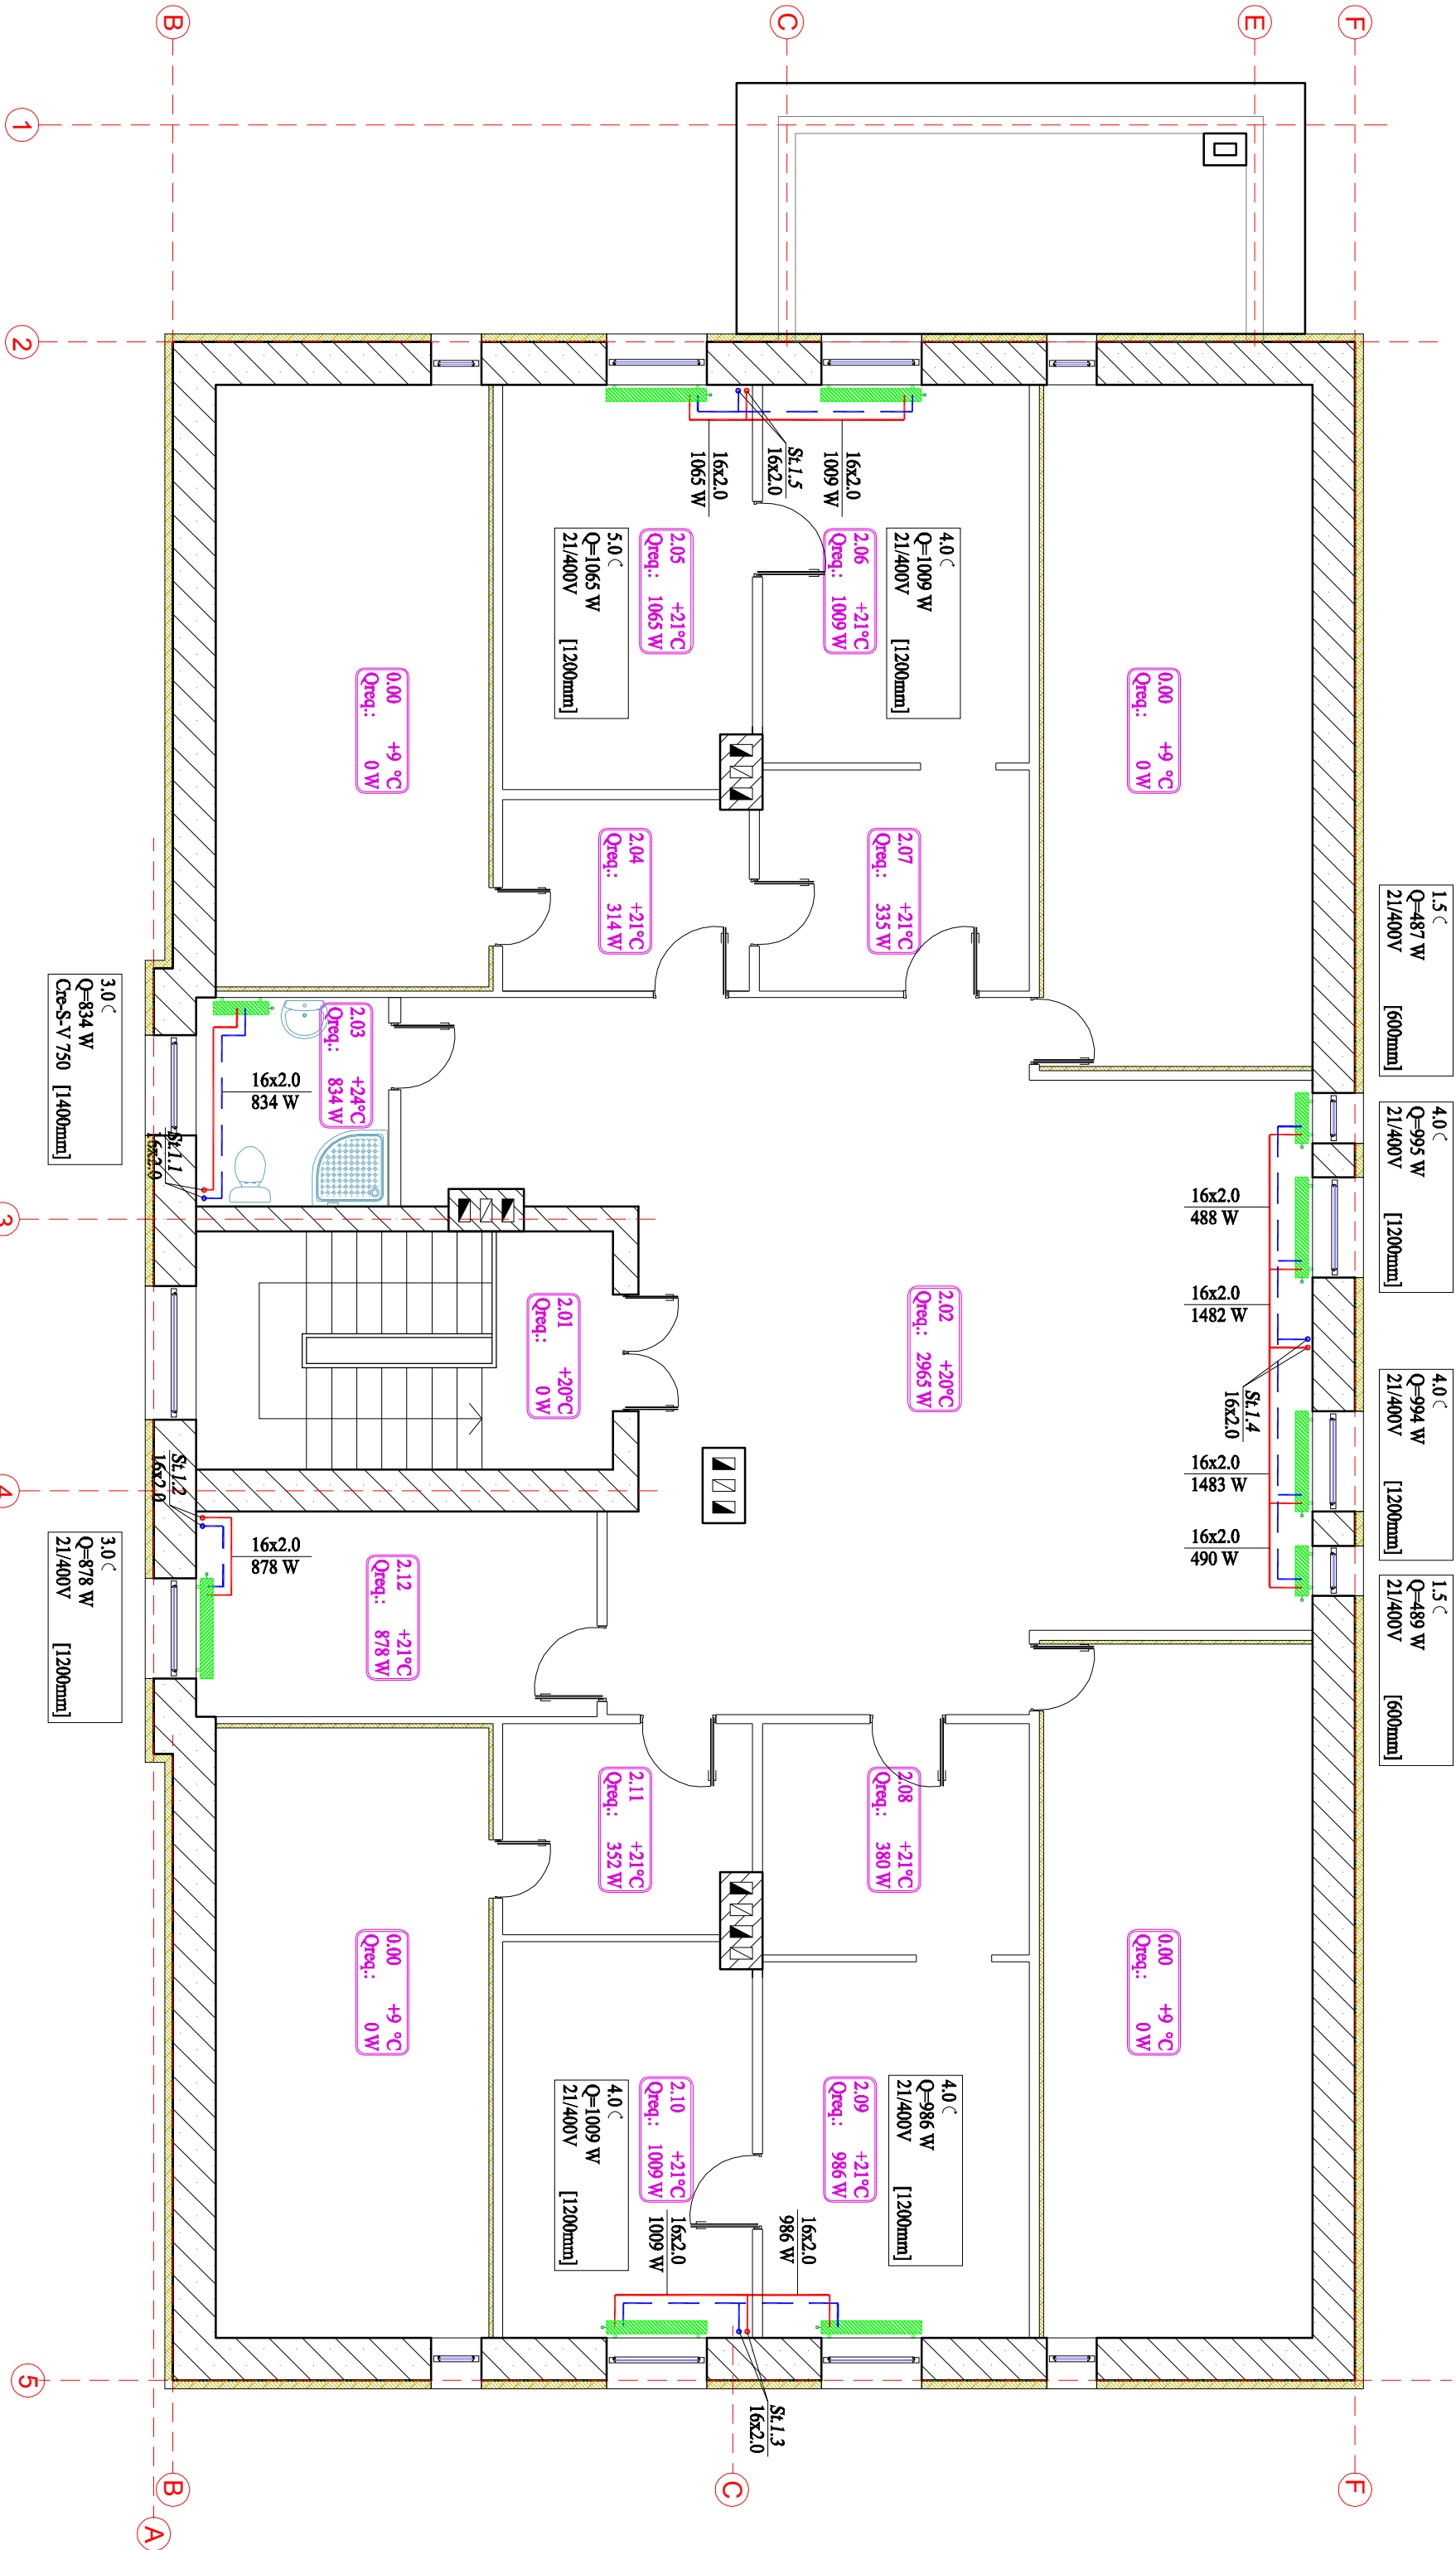 B
C
E
F
1
2
3
4
5
B
A
C
F
1.5
Q=487 W
21/400V [600mm]
4.0
Q=995 W
21/400V [1200mm]
4.0
Q=994 W
21/400V [1200mm]
1.5
Q=489 W
21/400V [600mm]
16x2.0
1065 W
St.1.5
16x2.0
16x2.0
1009 W
5.0
Q=1065 W
21/400V [1200mm]
2.05 +21°C
Qreq.: 1065 W
2.06 +21°C
Qreq.: 1009 W
4.0
Q=1009 W
21/400V [1200mm]
0.00 +9 °C
Qreq.: 0 W
0.00 +9 °C
Qreq.: 0 W
2.04 +21°C
Qreq.: 314 W
2.07 +21°C
Qreq.: 335 W
3.0
Q=834 W
Cre-S-V 750 [1400mm]
2.03 +24°C
Qreq.: 834 W
16x2.0
834 W
St.1.1
16x2.0
16x2.0
488 W
16x2.0
1482 W
St.1.4
16x2.0
16x2.0
1483 W
16x2.0
490 W
2.01 +20°C
Qreq.: 0 W
2.02 +20°C
Qreq.: 2965 W
St.1.2
16x2.0
16x2.0
878 W
3.0
Q=878 W
21/400V [1200mm]
2.12 +21°C
Qreq.: 878 W
2.11 +21°C
Qreq.: 352 W
2.08 +21°C
Qreq.: 380 W
0.00 +9 °C
Qreq.: 0 W
0.00 +9 °C
Qreq.: 0 W
2.10 +21°C
Qreq.: 1009 W
2.09 +21°C
Qreq.: 986 W
4.0
Q=1009 W
21/400V [1200mm]
4.0
Q=986 W
21/400V [1200mm]
16x2.0
1009 W
16x2.0
986 W
St.1.3
16x2.0